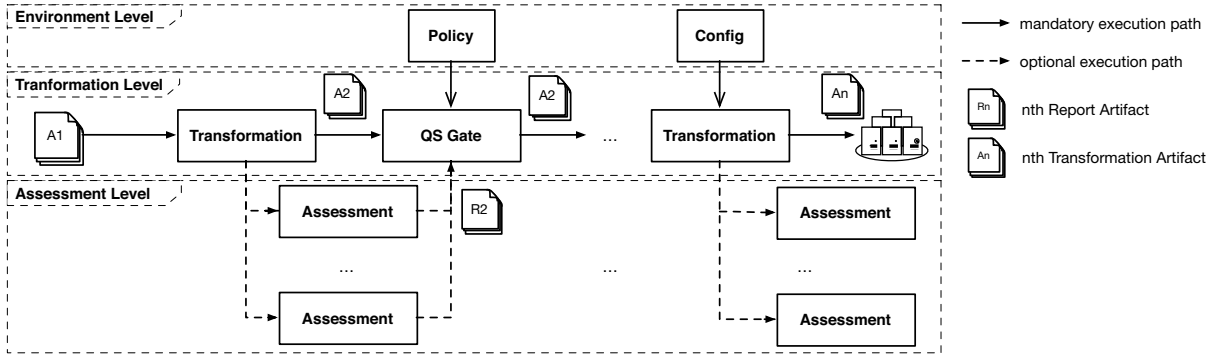 Environment Level
Policy
Config
mandatory execution path
optional execution path
Tranformation Level
A1
Transformation
A2
QS Gate
A2
...
Transformation
An
Rn
nth Report Artifact
An
nth Transformation Artifact
Assessment Level
Assessment
R2
Assessment
...
...
...
Assessment
Assessment